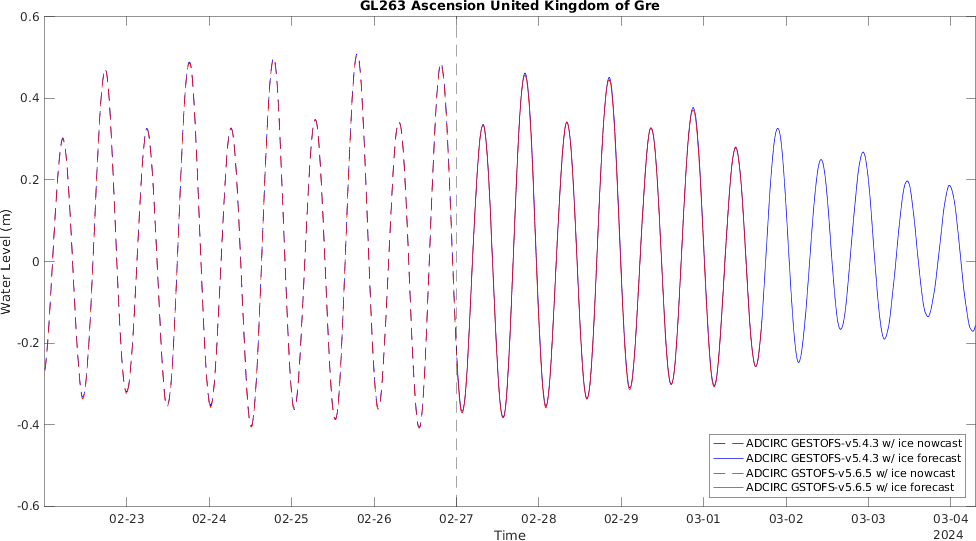 GL263 Ascension United Kingdom of Gre
0.6
0.4
0.2
0
-0.2
-0.4
-0.6
Water Level (m)
ADCIRC GESTOFS-v5.4.3 w/ ice nowcast
ADCIRC GESTOFS-v5.4.3 w/ ice forecast
ADCIRC GSTOFS-v5.6.5 w/ ice nowcast
ADCIRC GSTOFS-v5.6.5 w/ ice forecast
02-23 02-24 02-25 02-26 02-27 02-28 02-29 03-01 03-02 03-03 03-04
Time 2024